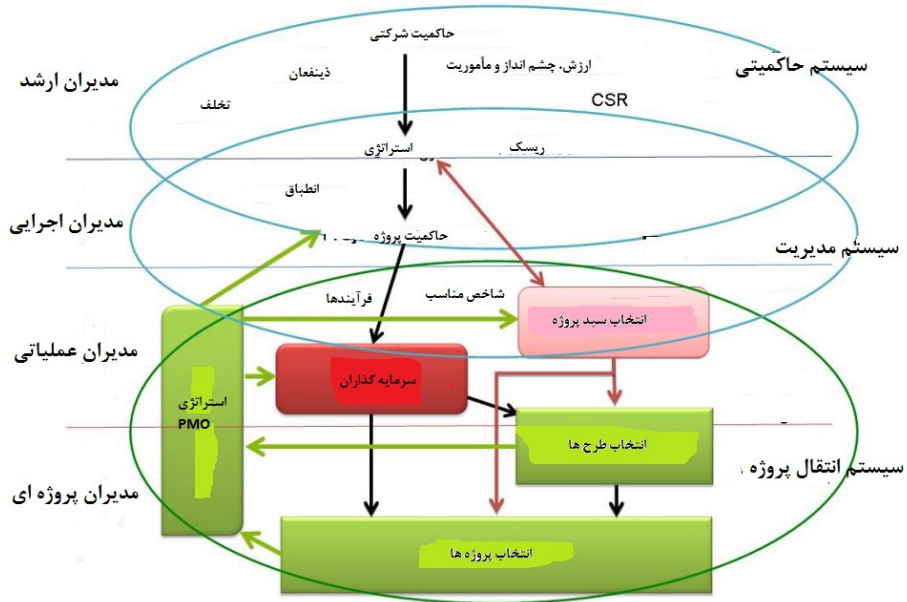 حاکمیت شرکتی
سیستم حاکمیتی
ارزش، چشم انداز و مأموریت
ذینفعان
مدیران ارشد
CSR
تخلف
ریسک
استراتژی
انطباق
مدیران اجرایی
حاکمیت پروژه
سیستم مدیریت
شاخص مناسب
فرآیندها
انتخاب سبد پروژه
مدیران عملیاتی
سرمایه گذاران
استراتژی
PMO
انتخاب طرح ها
سیستم انتقال پروژه
مدیران پروژه ای
انتخاب پروژه ها